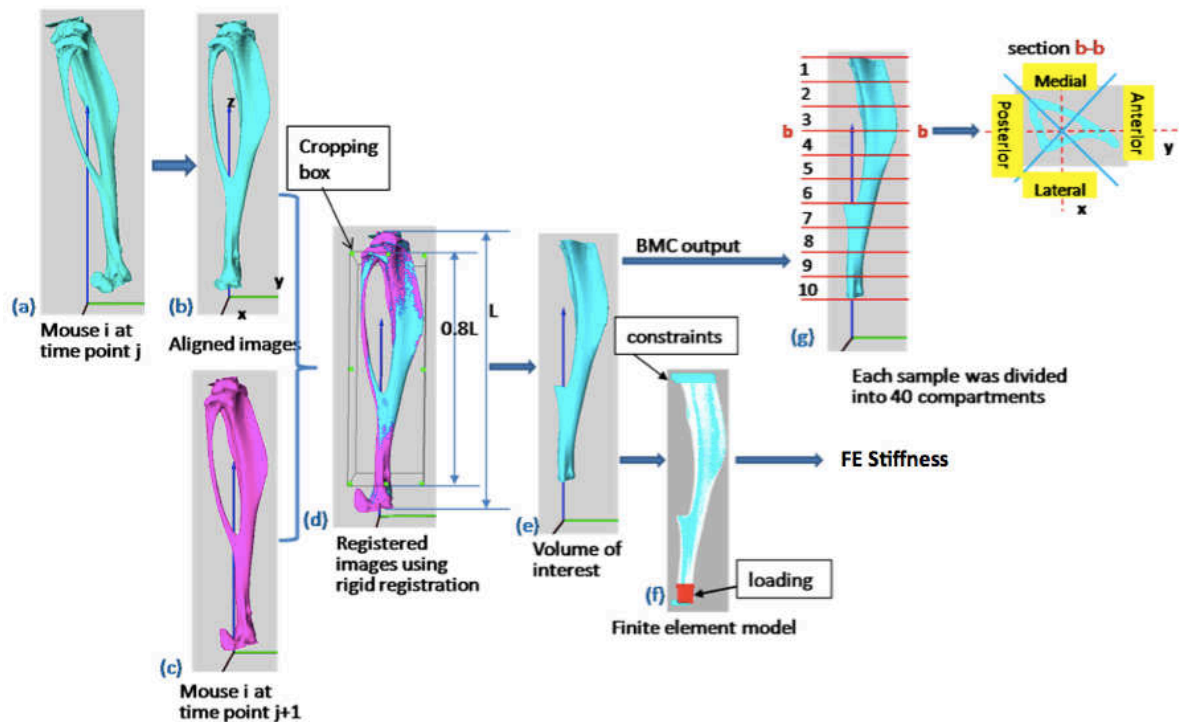 (a)
Mouse i at
time point j
z
y
x
(b)
Aligned images
(c)
Mouse i at
time point j+1
Cropping
box
0.8L
L
(d)
Registered
images using
rigid registration
(e)
Volume of
interest
BMC output
constraints
loading
(f)
Finite element model
FE Stiffness
1
2
3
b b
4
5
6
7
8
9
10
(g)
Each sample was divided
into 40 compartments
section b-b
Medial
Posterior
Anterior
y
Lateral
x